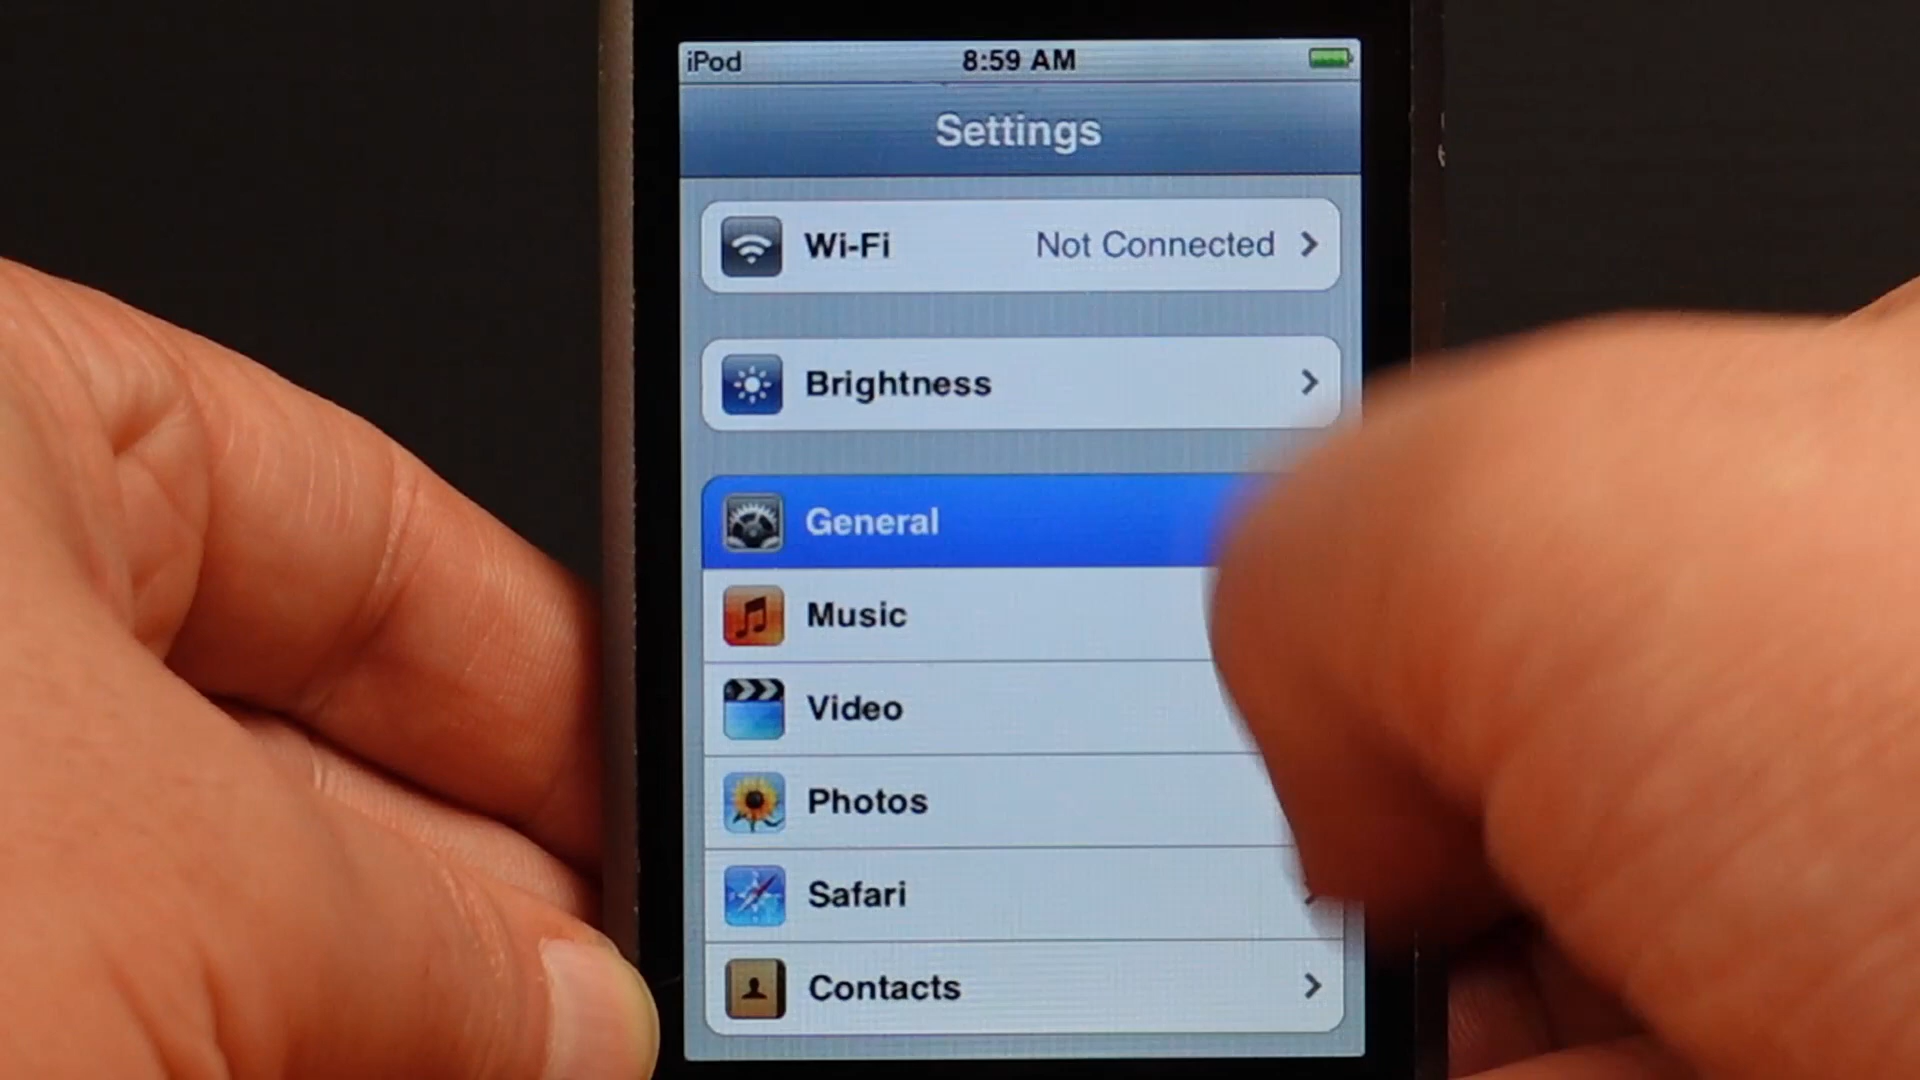 iPod 8:59 AM
Settings
Wi-Fi Not Connected
Brightness
General
Music
Video
Photos
Safari
Contacts